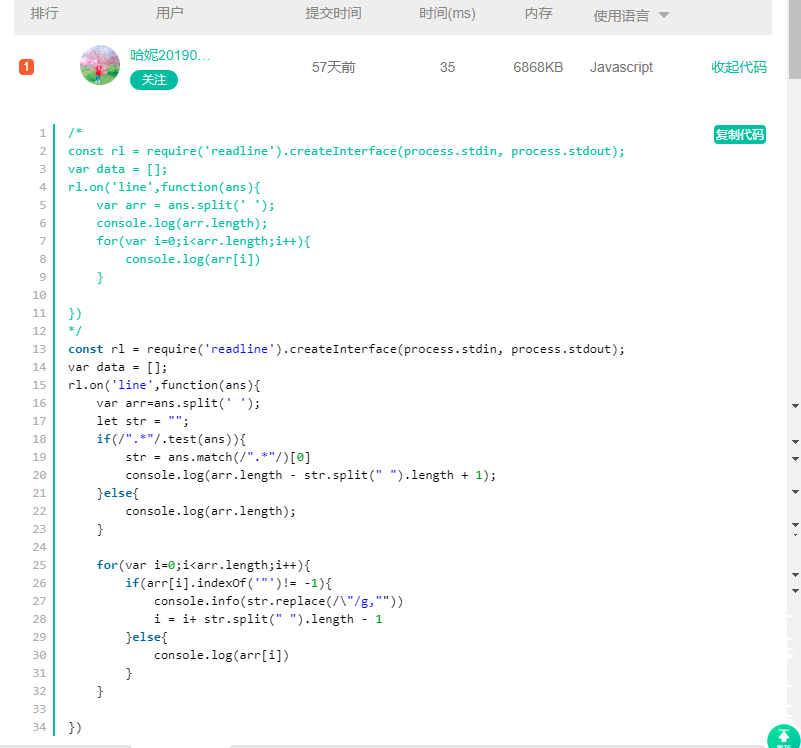 排行 用户 提交时间 时间(ms) 内存 使用语言
1 哈妮20190... 57天前 35 6868KB Javascript 收起代码
关注
复制代码
1 /*
2 const rl = require('readline').createInterface(process.stdin, process.stdout);
3 var data = [];
4 rl.on('line',function(ans){
5     var arr = ans.split(' ');
6     console.log(arr.length);
7     for(var i=0;i<arr.length;i++){
8         console.log(arr[i])
9     }
10
11 })
12 */
13 const rl = require('readline').createInterface(process.stdin, process.stdout);
14 var data = [];
15 rl.on('line',function(ans){
16     var arr=ans.split(' ');
17     let str = "";
18     if(/".*"/.test(ans)){
19         str = ans.match(/".*"/)[0]
20         console.log(arr.length - str.split(" ").length + 1);
21     }else{
22         console.log(arr.length);
23     }
24
25     for(var i=0;i<arr.length;i++){
26         if(arr[i].indexOf('"')!= -1){
27             console.info(str.replace(/\"/g,""))
28             i = i+ str.split(" ").length - 1
29         }else{
30             console.log(arr[i])
31         }
32     }
33
34 })